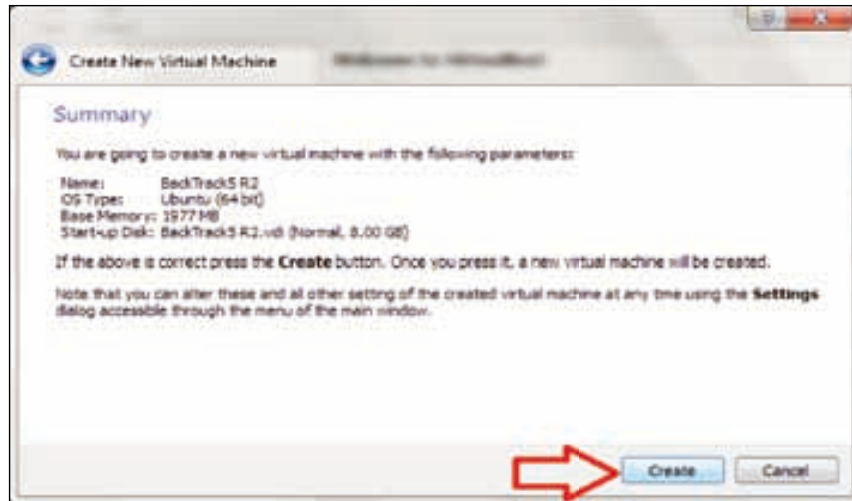 Create New Virtual Machine
Summary
You are going to create a new virtual machine with the following parameters:
Name: BackTrack5 R2
OS Type: Ubuntu (64 bit)
Base Memory: 1977 MB
Start-up Disk: BackTrack5 R2.vdi (Normal, 8.00 GB)
If the above is correct press the Create button. Once you press it, a new virtual machine will be created.
Note that you can alter these and all other setting of the created virtual machine at any time using the Settings
dialog accessible through the menu of the main window.
Create Cancel